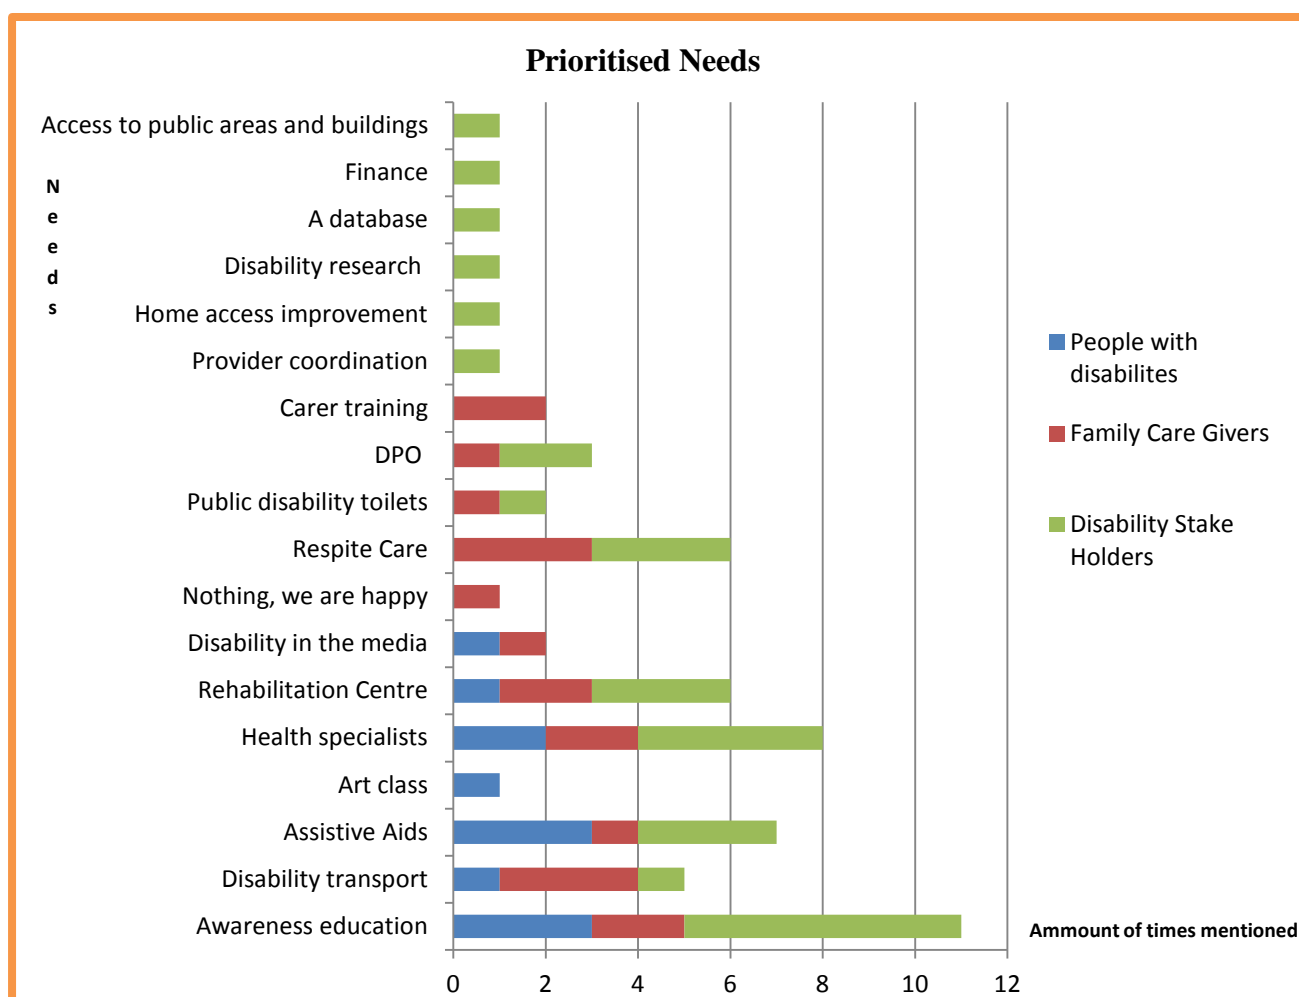 Prioritised Needs
Access to public areas and buildings
Finance
A database
Disability research
Home access improvement
Provider coordination
Carer training
DPO
Public disability toilets
Respite Care
Nothing, we are happy
Disability in the media
Rehabilitation Centre
Health specialists
Art class
Assistive Aids
Disability transport
Awareness education
N
e
e
d
s
People with
disabilites
Family Care Givers
Disability Stake
Holders
Ammount of times mentioned
0 2 4 6 8 10 12